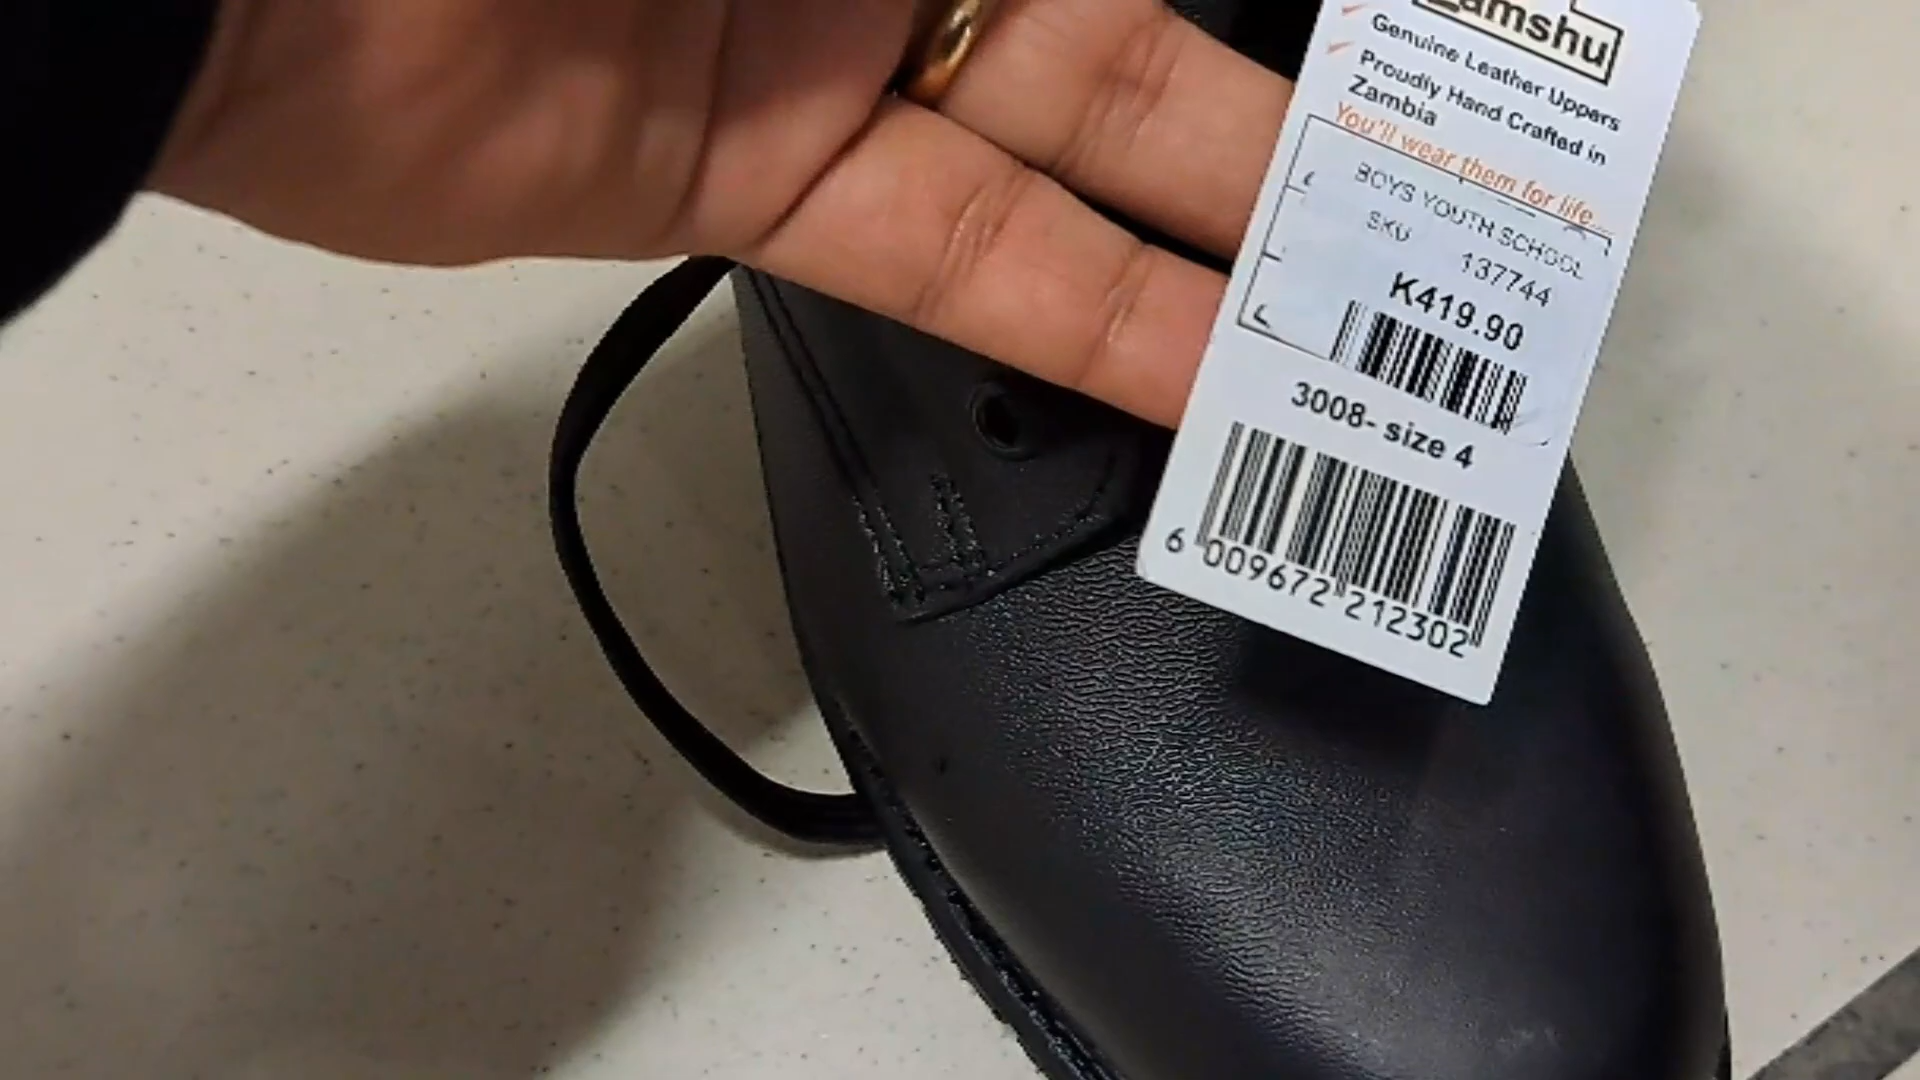 Zamshu
Genuine Leather Uppers
Proudly Hand Crafted in
Zambia
You'll wear them for life...
BOYS YOUTH SCHOOL
SKU 137744
K419.90
3008- size 4
6 009672 212302